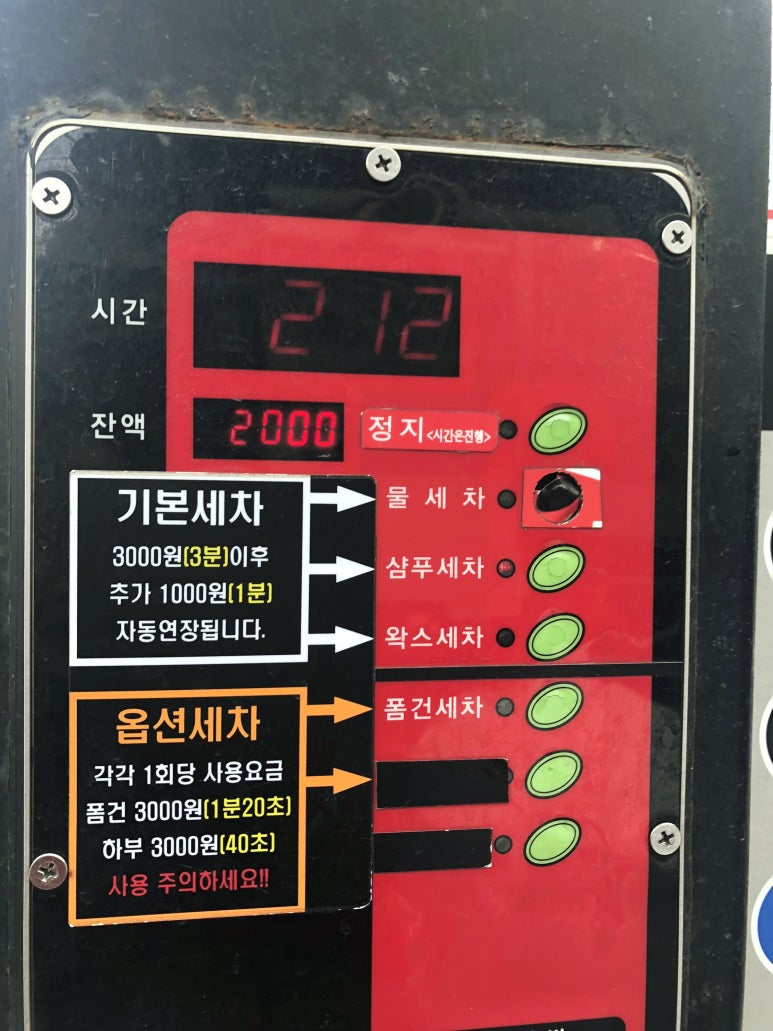 시간
212
잔액
2000
정지<시간은진행>
기본세차
3000원(3분)이후
추가 1000원(1분)
자동연장됩니다.
물 세 차
샴푸세차
왁스세차
옵션세차
각각 1회당 사용요금
폼건 3000원(1분20초)
하부 3000원(40초)
사용 주의하세요!!
폼건세차